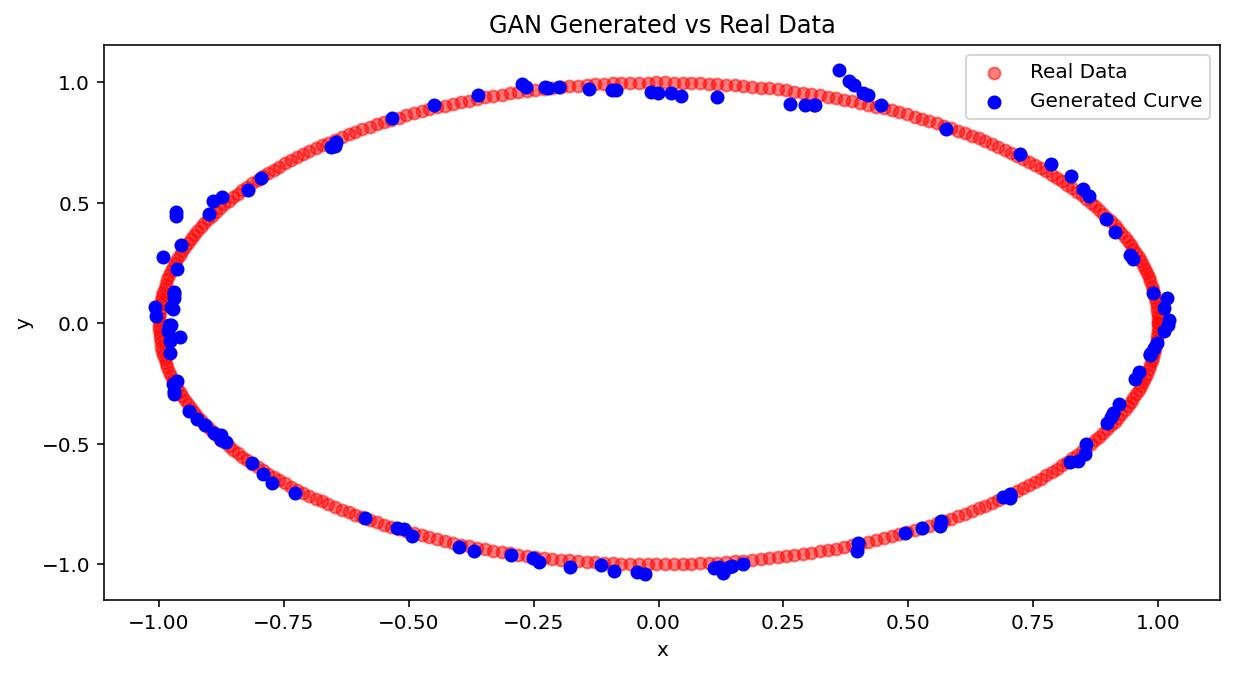 GAN Generated vs Real Data
Real Data
Generated Curve
1.0
0.5
0.0
−0.5
−1.0
y
−1.00 −0.75 −0.50 −0.25 0.00 0.25 0.50 0.75 1.00
x